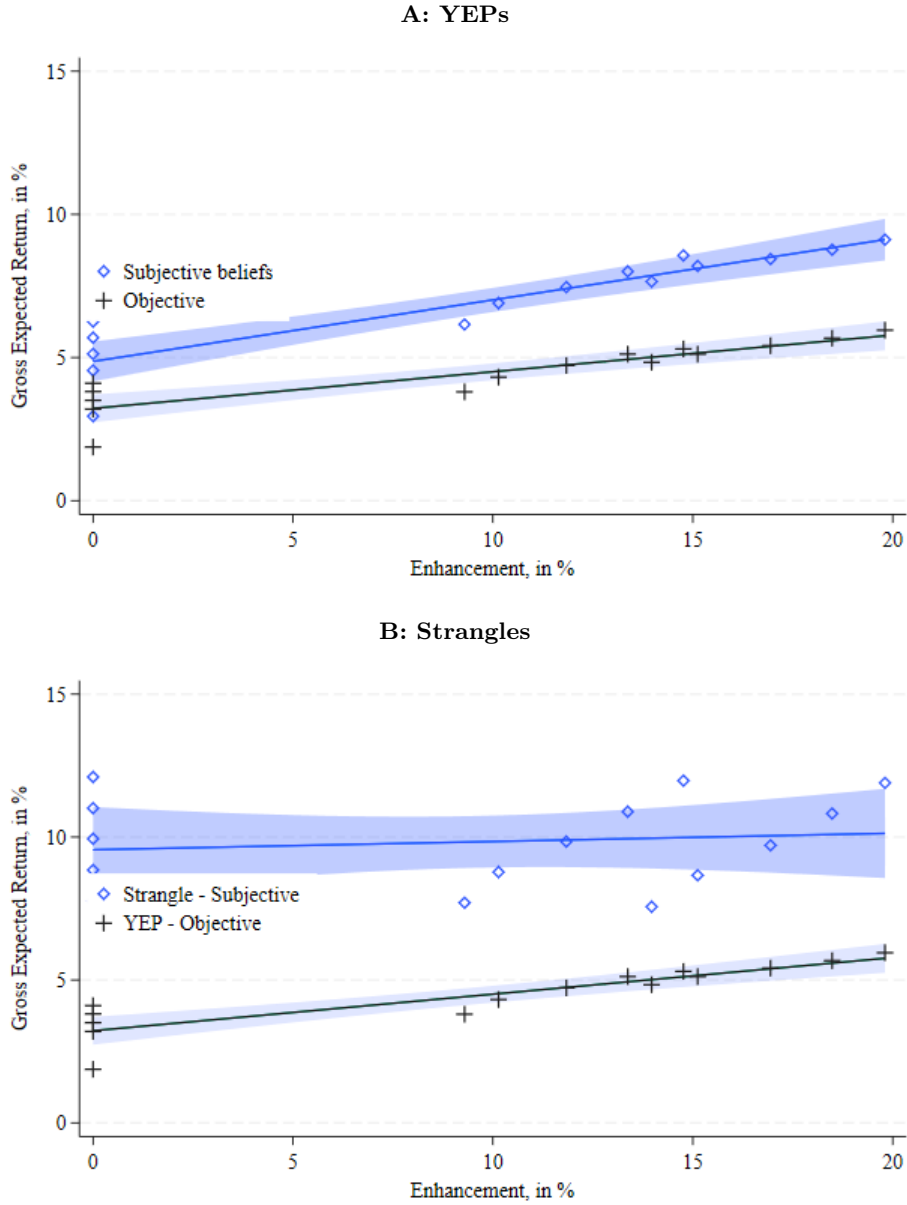 A: YEPs
15
10
5
0
Gross Expected Return, in %
Subjective beliefs
Objective
0 5 10 15 20
Enhancement, in %
B: Strangles
15
10
5
0
Gross Expected Return, in %
Strangle - Subjective
YEP - Objective
0 5 10 15 20
Enhancement, in %